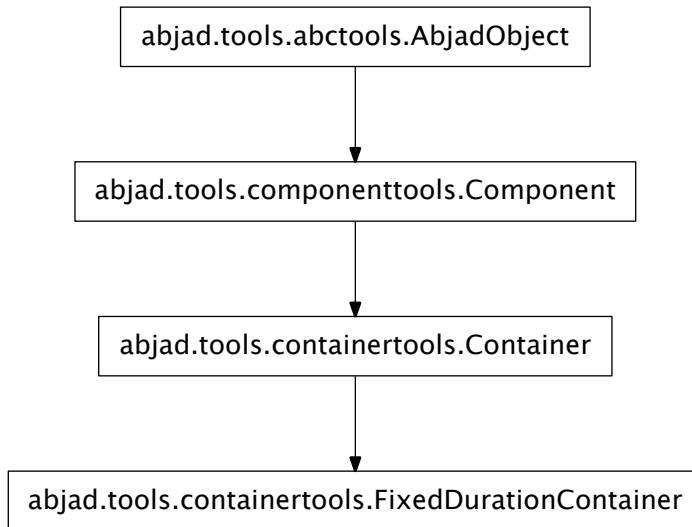 abjad.tools.abctools.AbjadObject
abjad.tools.componenttools.Component
abjad.tools.containertools.Container
abjad.tools.containertools.FixedDurationContainer